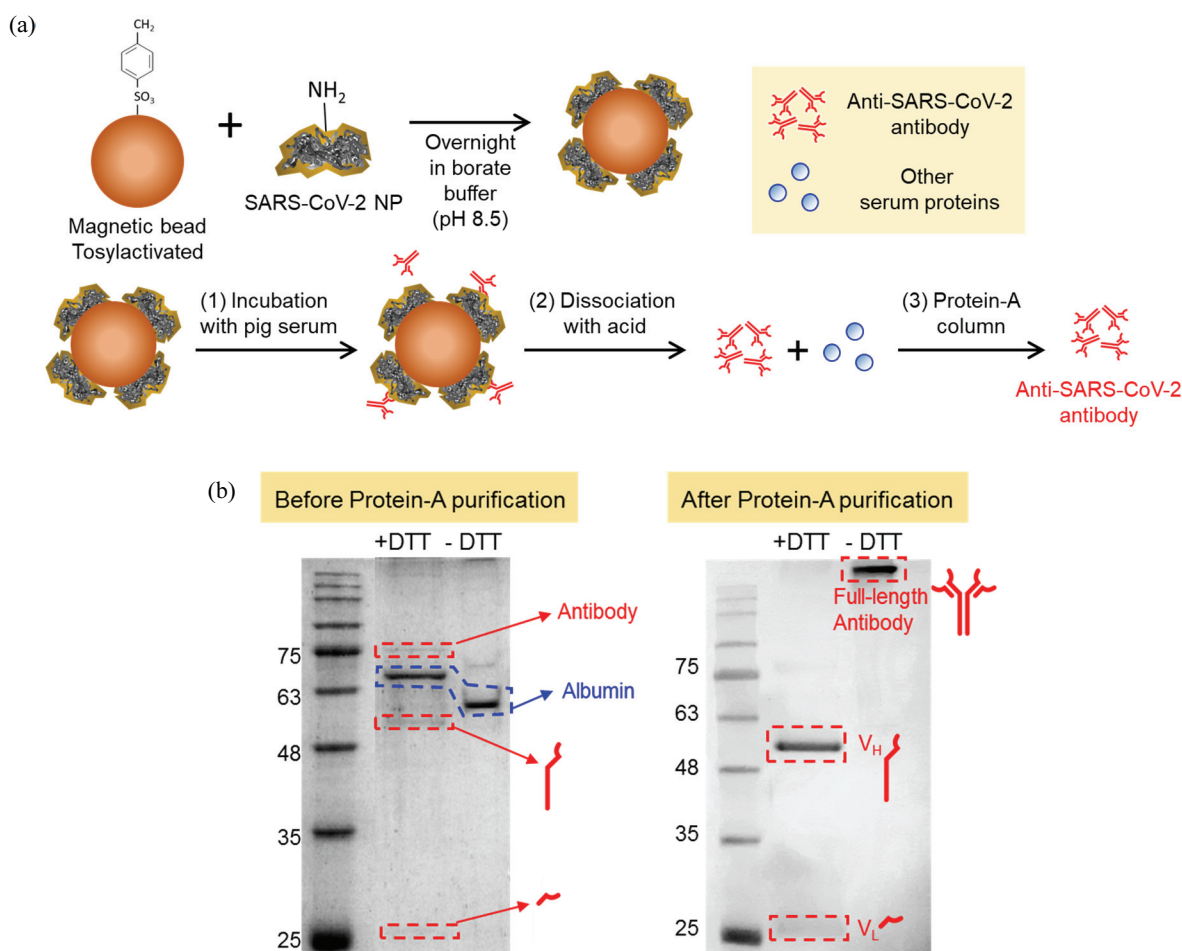 (a)
CH₂
SO₃
+
NH₂
SARS-CoV-2 NP
Magnetic bead
Tosylactivated
Overnight
in borate
buffer
(pH 8.5)
Anti-SARS-CoV-2
antibody
Other
serum proteins
(1) Incubation
with pig serum
(2) Dissociation
with acid
+
(3) Protein-A
column
Anti-SARS-CoV-2
antibody
(b)
Before Protein-A purification
+DTT - DTT
75
63
48
35
25
Antibody
Albumin
After Protein-A purification
+DTT - DTT
Full-length
Antibody
75
63
48
35
25
V_H
V_L